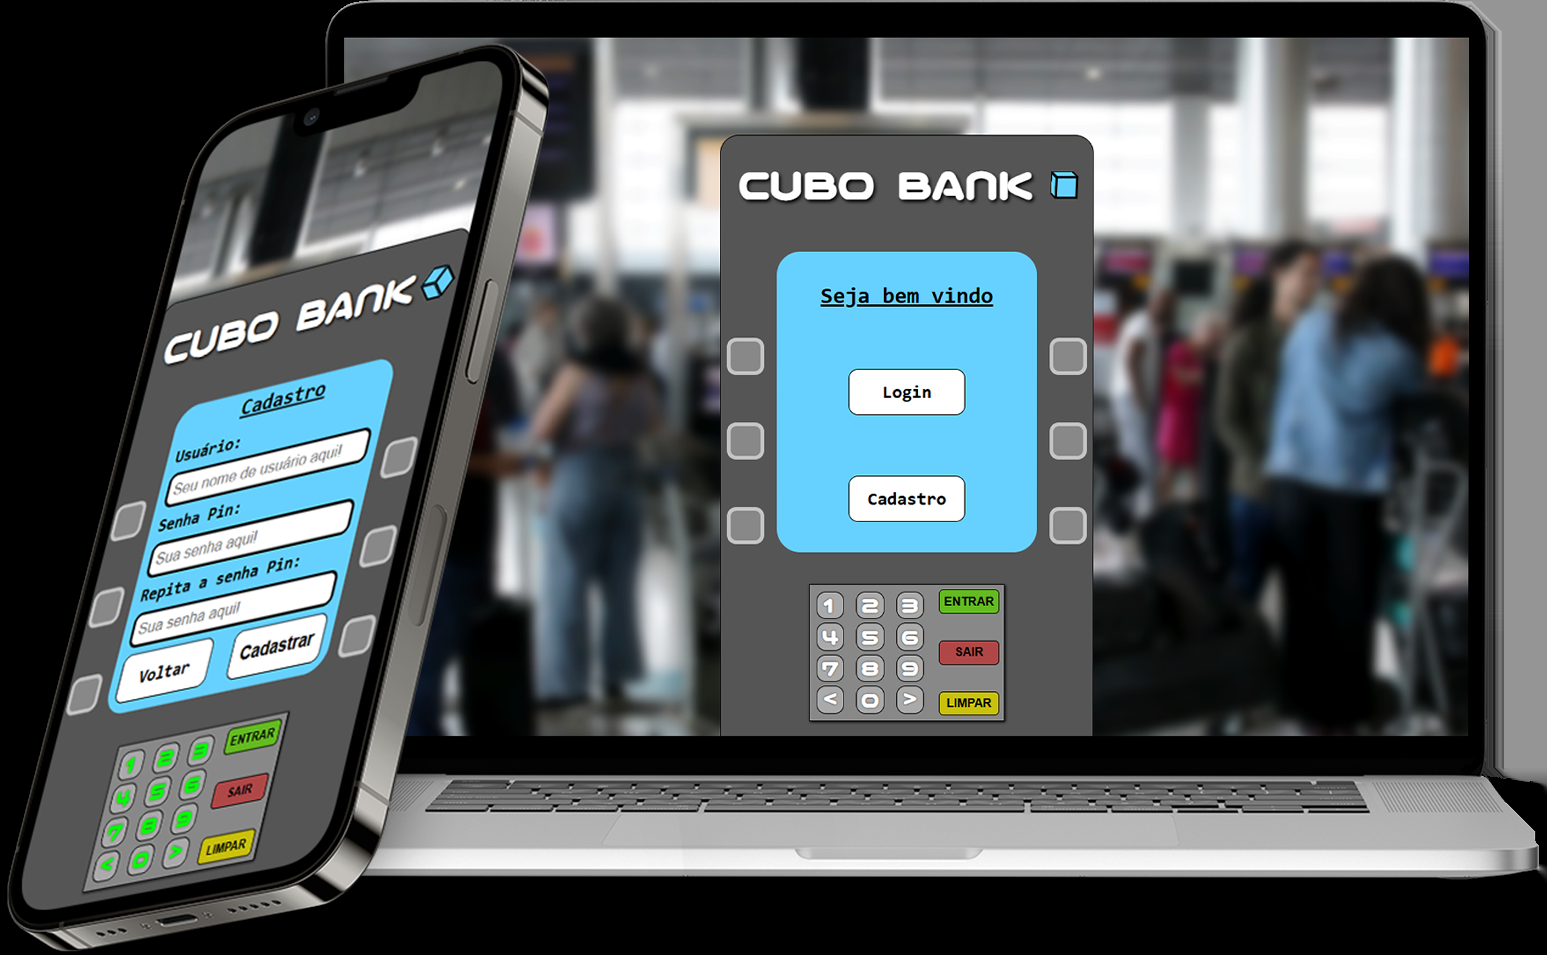 CUBO BANK
Cadastro
Usuário:
Seu nome de usuário aqui!
Senha Pin:
Sua senha aqui!
Repita a senha Pin:
Sua senha aqui!
Voltar Cadastrar
1 2 3 ENTRAR
4 5 6 SAIR
7 8 9
< 0 > LIMPAR
CUBO BANK
Seja bem vindo
Login
Cadastro
1 2 3 ENTRAR
4 5 6 SAIR
7 8 9
< 0 > LIMPAR